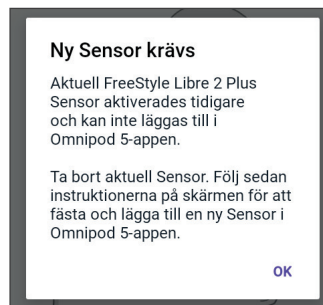 Ny Sensor krävs
Aktuell FreeStyle Libre 2 Plus
Sensor aktiverades tidigare
och kan inte läggas till i
Omnipod 5-appen.
Ta bort aktuell Sensor. Följ sedan
instruktionerna på skärmen för att
fästa och lägga till en ny Sensor i
Omnipod 5-appen.
OK